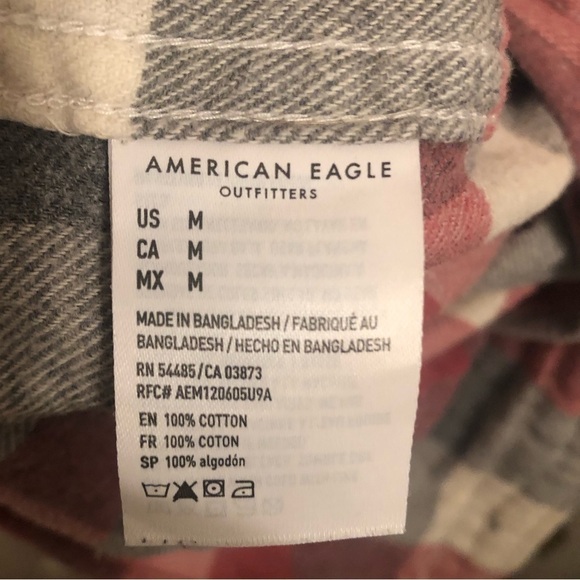 AMERICAN EAGLE
OUTFITTERS
US M
CA M
MX M
MADE IN BANGLADESH / FABRIQUÉ AU
BANGLADESH / HECHO EN BANGLADESH
RN 54485 / CA 03873
RFC# AEM120605U9A
EN 100% COTTON
FR 100% COTON
SP 100% algodón